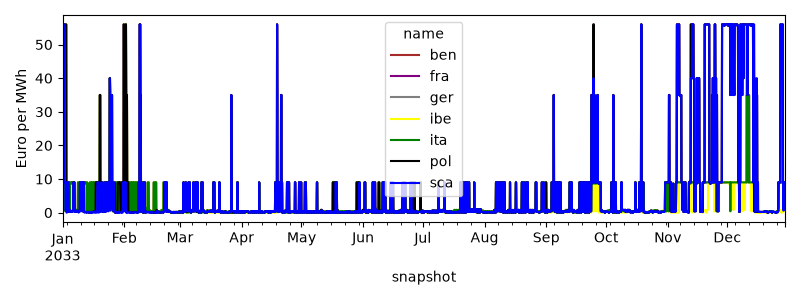 name
ben
fra
ger
ibe
ita
pol
sca
Euro per MWh
50
40
30
20
10
0
Jan Feb Mar Apr May Jun Jul Aug Sep Oct Nov Dec
2033
snapshot